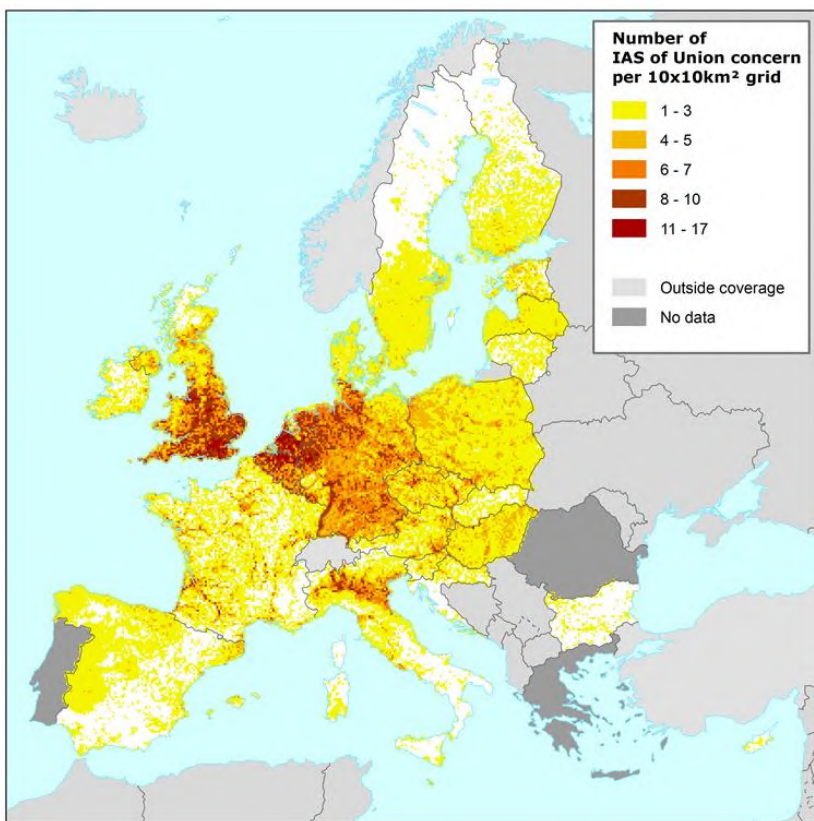 Number of
IAS of Union concern
per 10x10km² grid
1 - 3
4 - 5
6 - 7
8 - 10
11 - 17
Outside coverage
No data